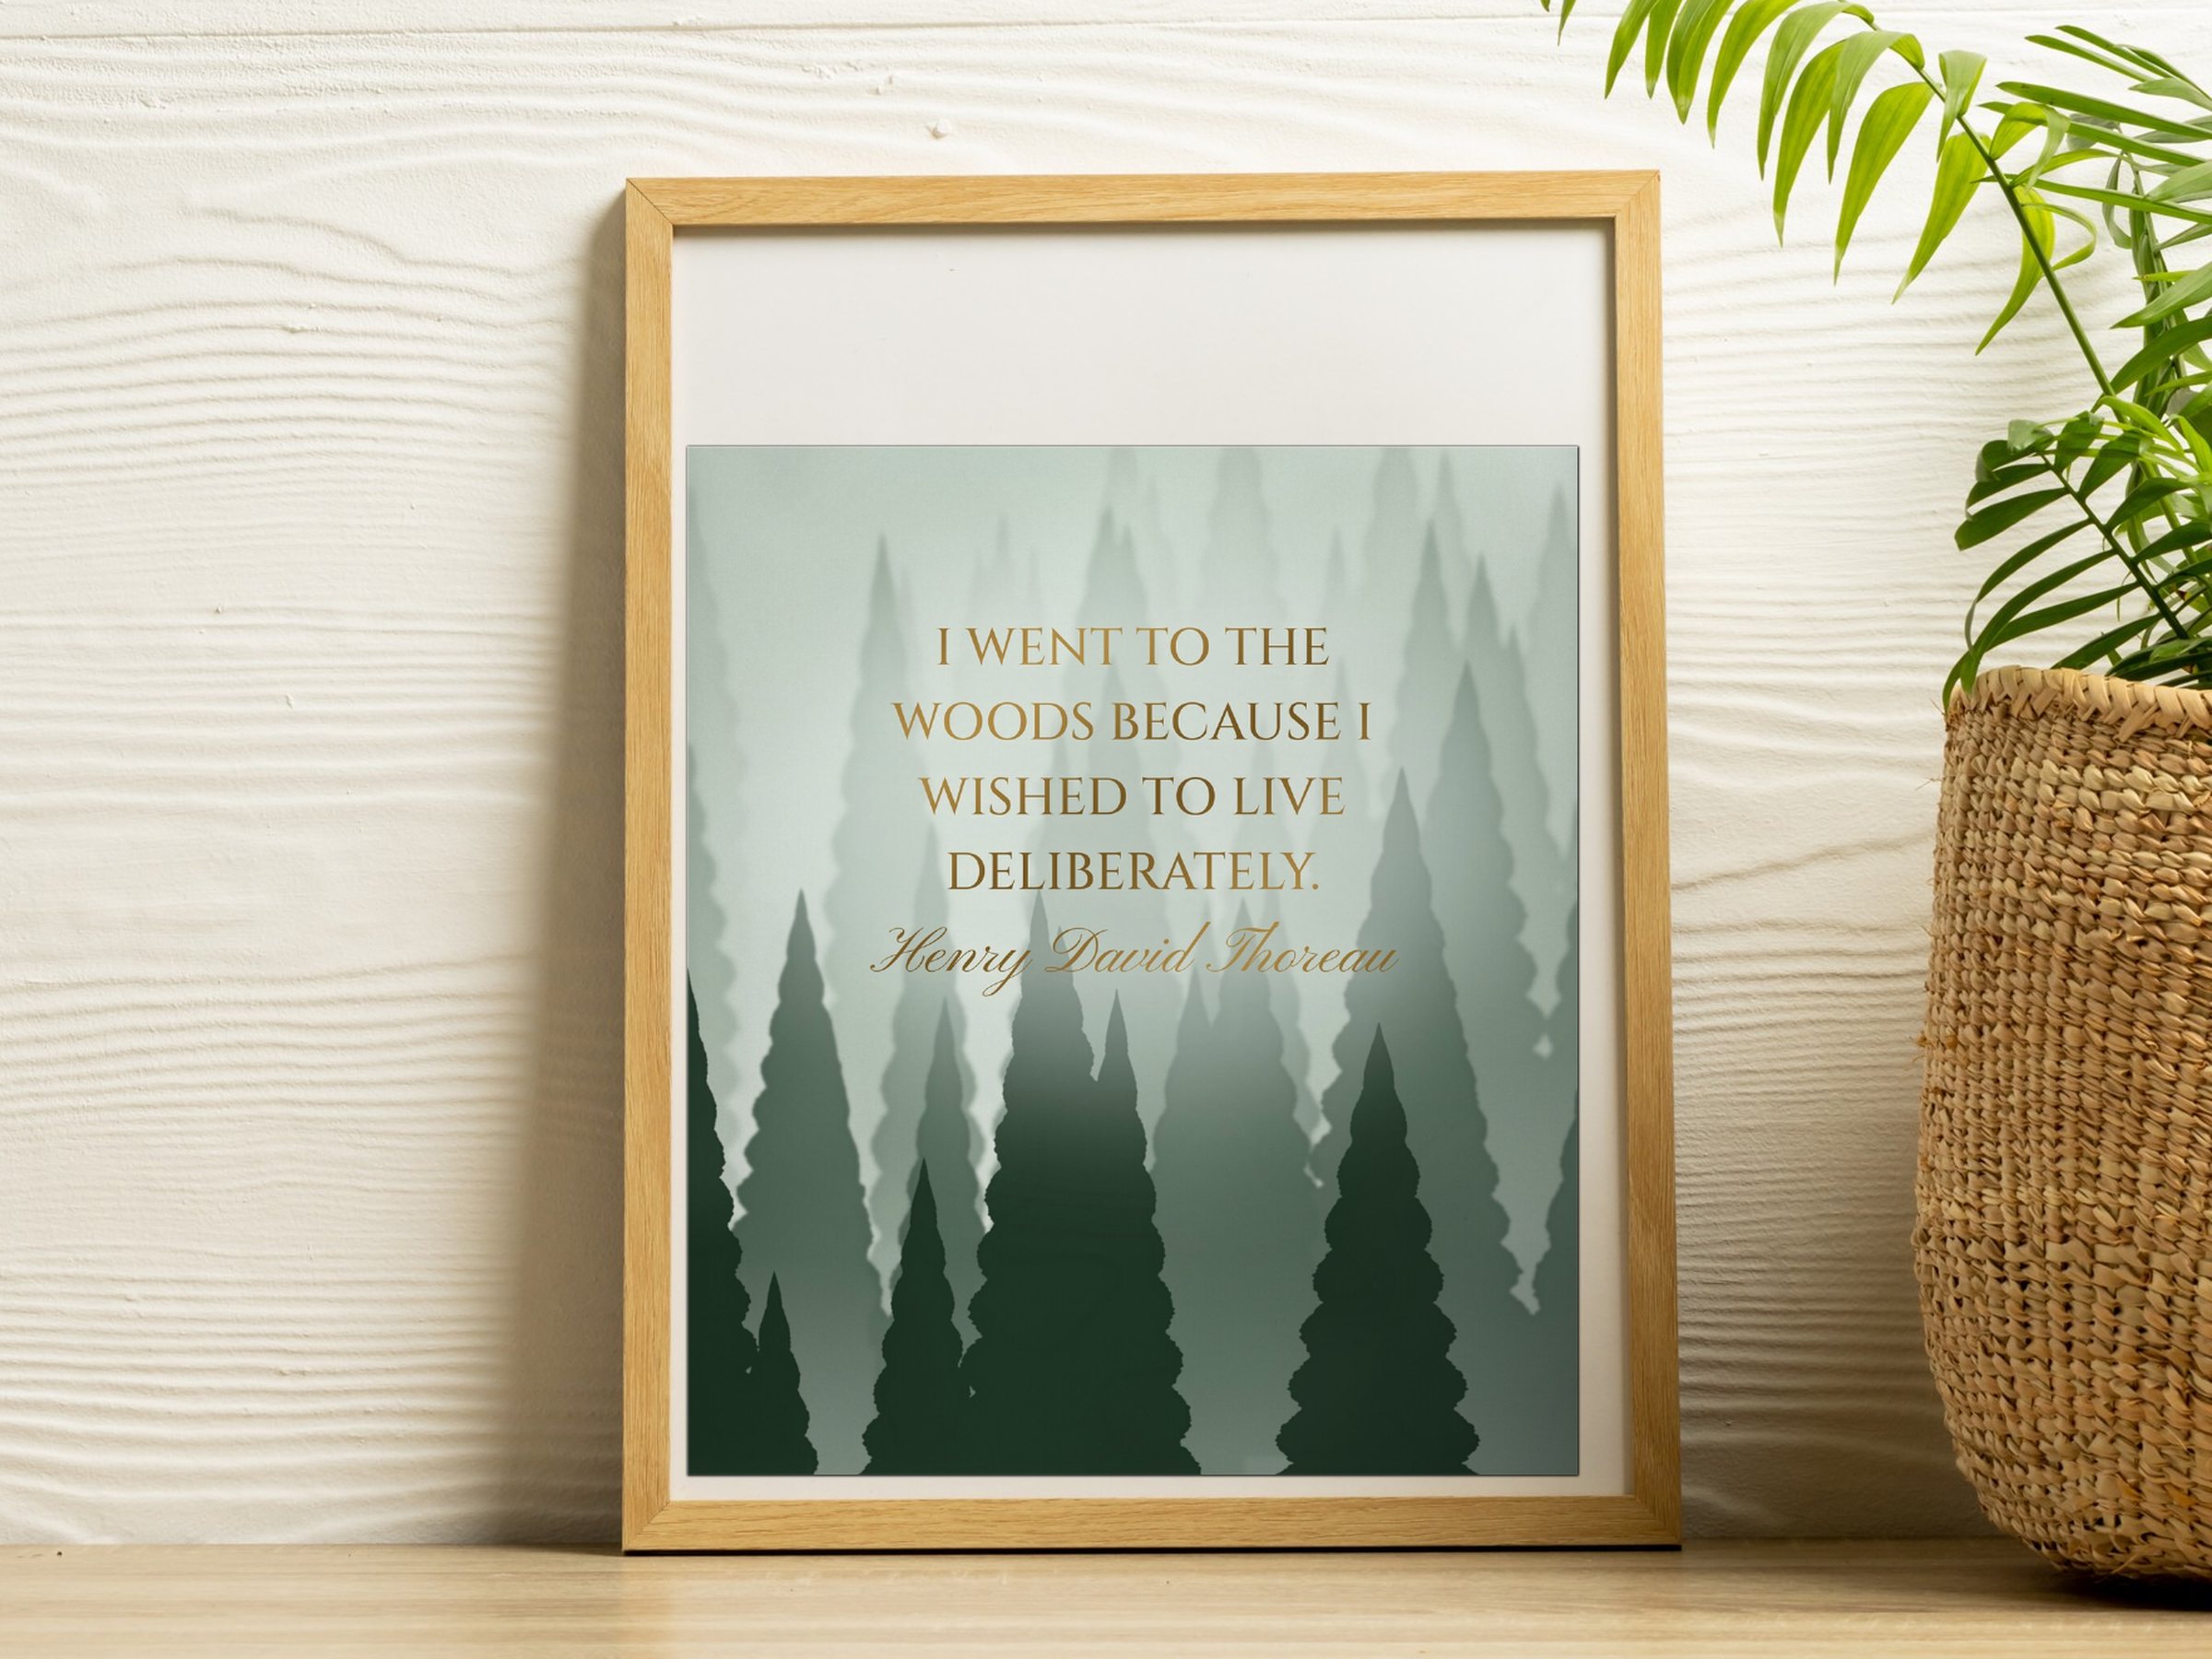 I WENT TO THE
WOODS BECAUSE I
WISHED TO LIVE
DELIBERATELY.
Henry David Thoreau